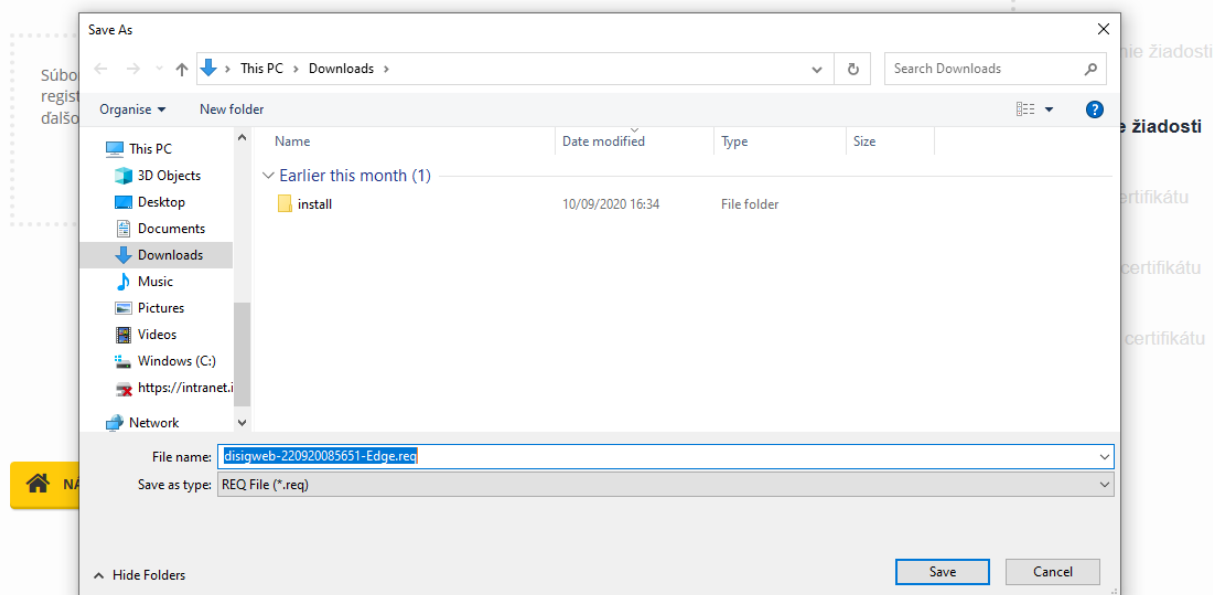 Save As
This PC > Downloads >
Search Downloads
Organise
New folder
Súbo
regist
ďalšo
NÁ
This PC
3D Objects
Desktop
Documents
Downloads
Music
Pictures
Videos
Windows (C:)
https://intranet.i
Network
Name Date modified Type Size
Earlier this month (1)
install 10/09/2020 16:34 File folder
File name: disigweb-220920085651-Edge.req
Save as type: REQ File (*.req)
Hide Folders
Save
Cancel
nie žiadosti
e žiadosti
ertifikátu
certifikátu
certifikátu